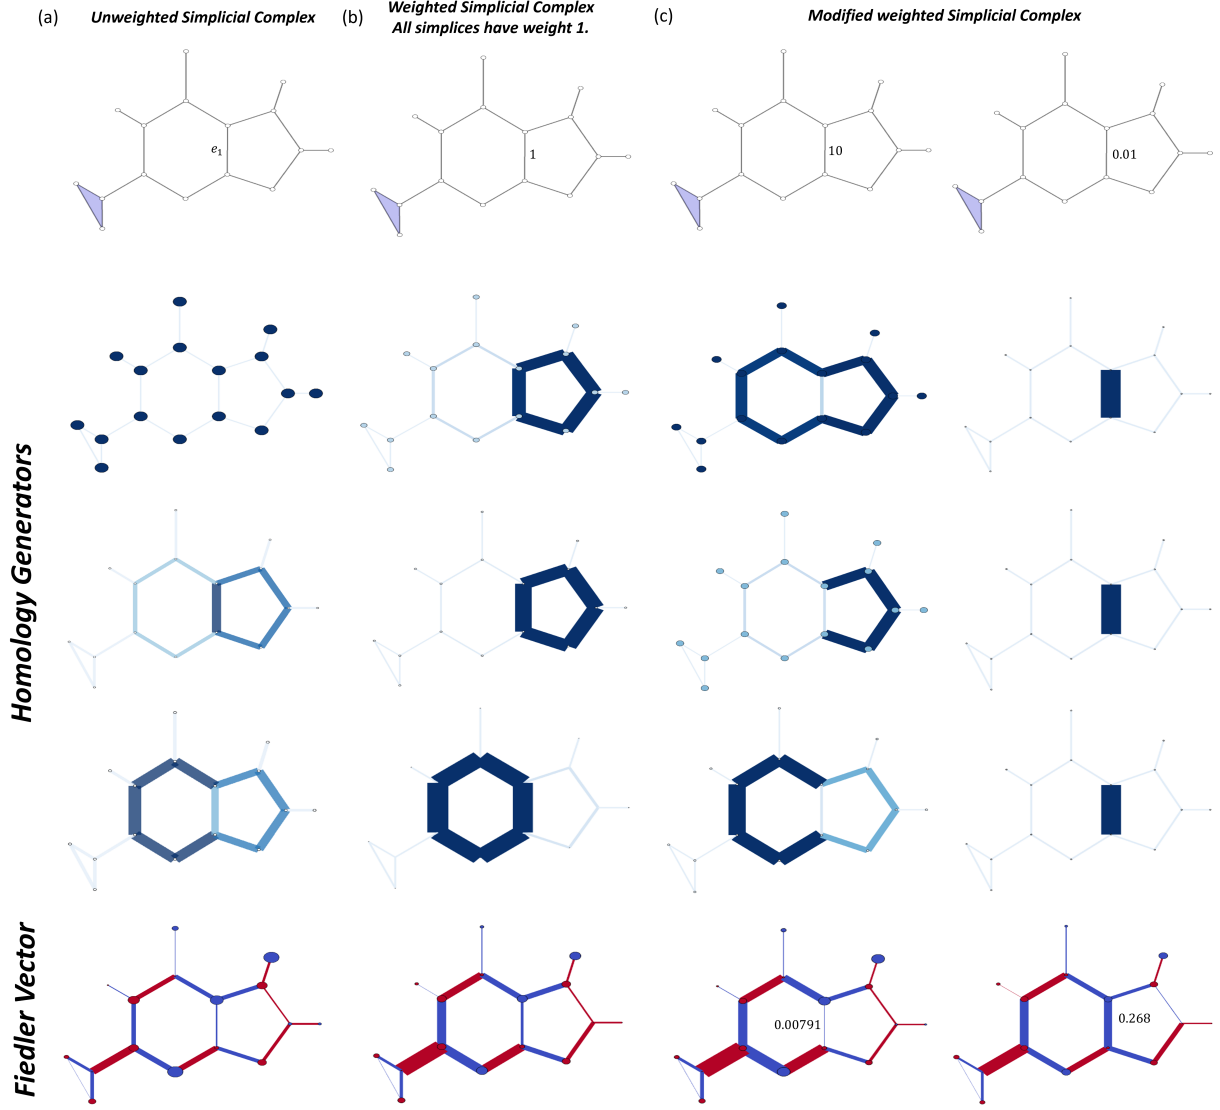 (a) Unweighted Simplicial Complex
(b) Weighted Simplicial Complex
All simplices have weight 1.
(c) Modified weighted Simplicial Complex
e₁
1
10
0.01
Homology Generators
Fiedler Vector
0.00791
0.268